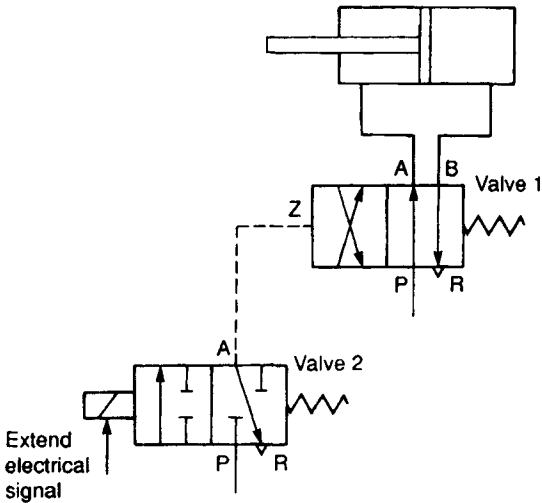 A B
Valve 1
Z
P R
A
Valve 2
Extend
electrical
signal
P R